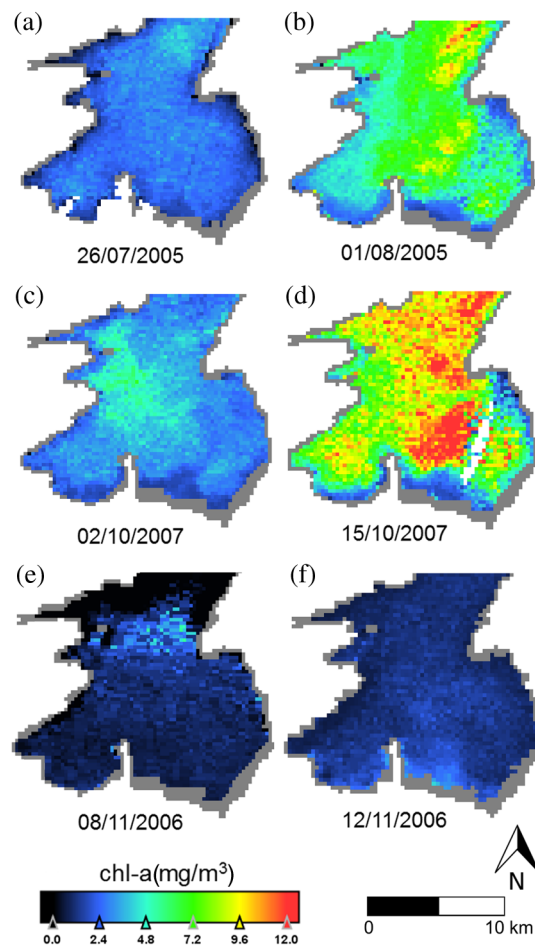 (a) (b)
26/07/2005 01/08/2005
(c) (d)
02/10/2007 15/10/2007
(e) (f)
08/11/2006 12/11/2006
chl-a(mg/m³)
0.0 2.4 4.8 7.2 9.6 12.0
N
0 10 km